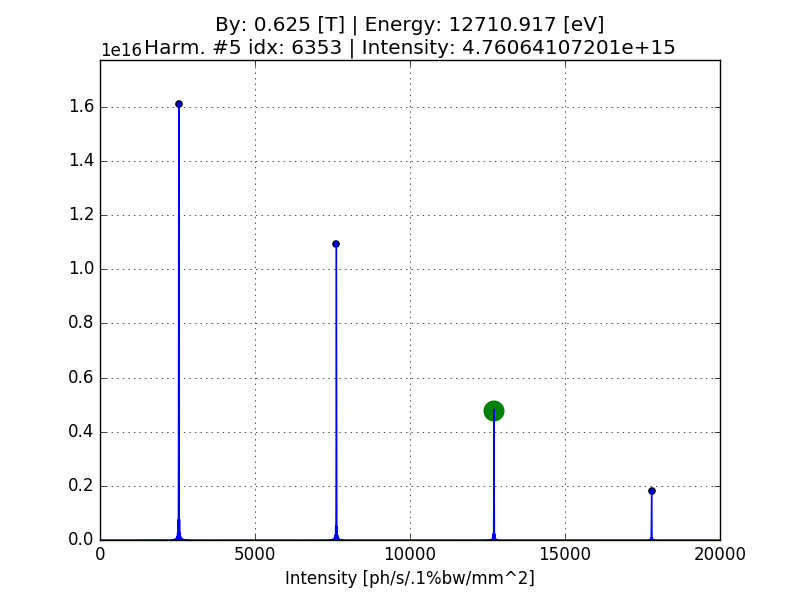 By: 0.625 [T] | Energy: 12710.917 [eV]
1e16 Harm. #5 idx: 6353 | Intensity: 4.76064107201e+15
1.6
1.4
1.2
1.0
0.8
0.6
0.4
0.2
0.0
0 5000 10000 15000 20000
Intensity [ph/s/.1%bw/mm^2]